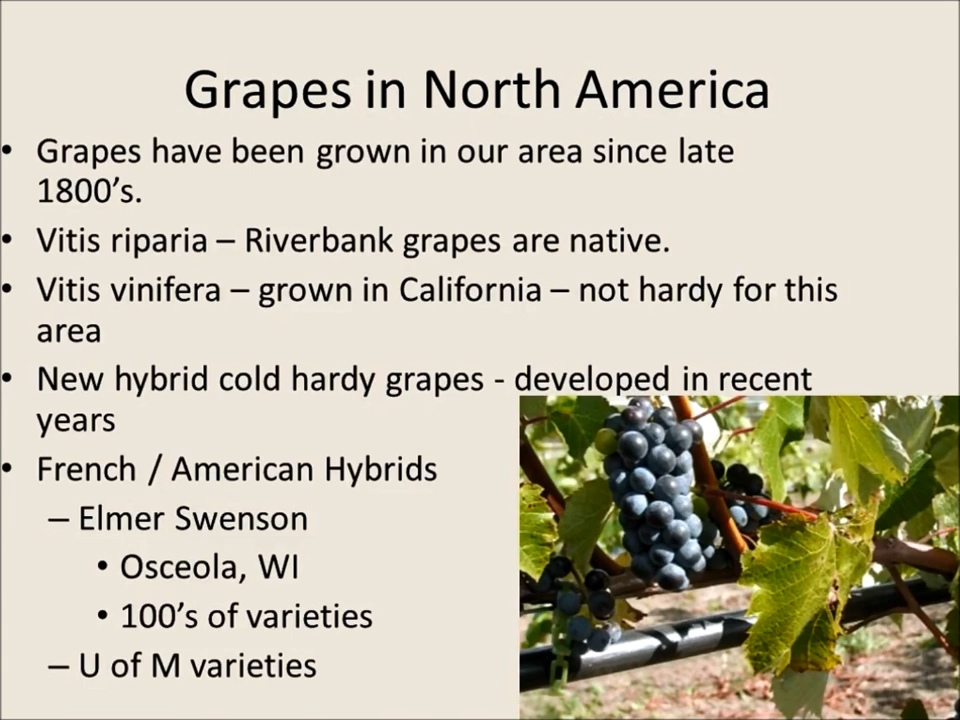 Grapes in North America
• Grapes have been grown in our area since late
1800’s.
• Vitis riparia – Riverbank grapes are native.
• Vitis vinifera – grown in California – not hardy for this
area
• New hybrid cold hardy grapes - developed in recent
years
• French / American Hybrids
– Elmer Swenson
• Osceola, WI
• 100’s of varieties
– U of M varieties